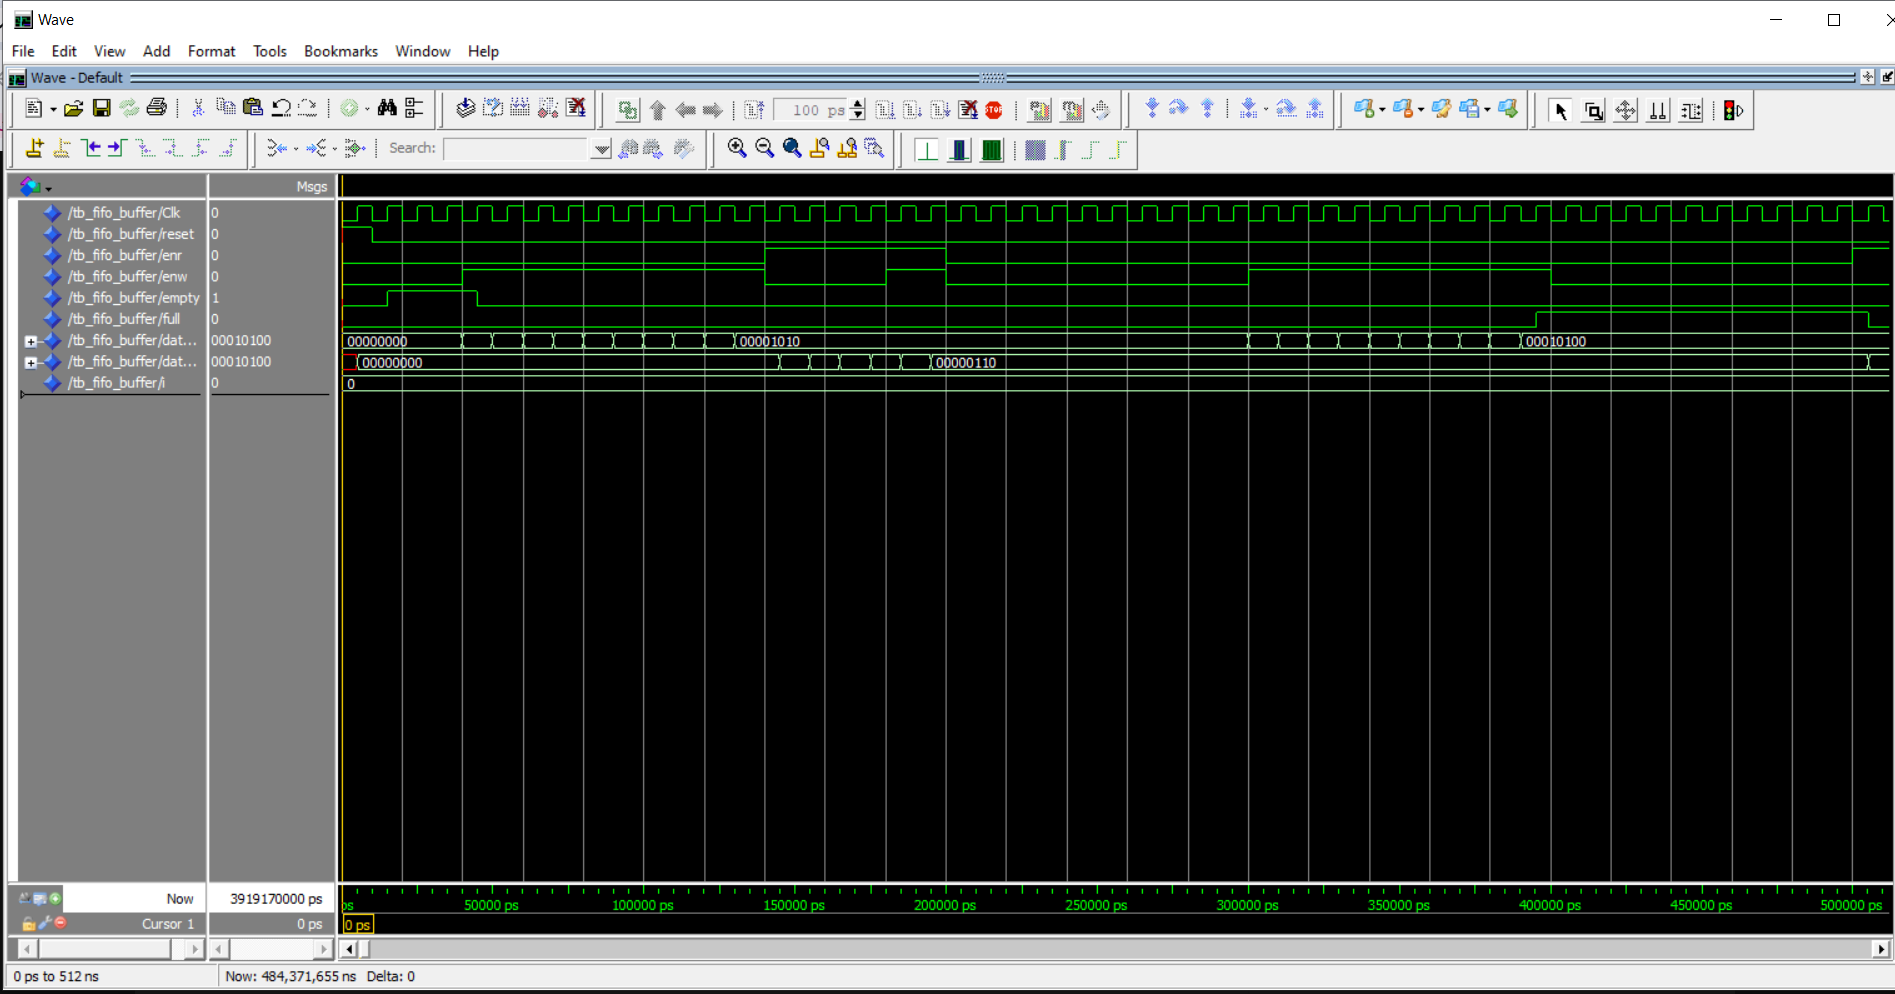 Wave
File Edit View Add Format Tools Bookmarks Window Help
Wave - Default
100 ps
STOP
Search:
Msgs
/tb_fifo_buffer/Clk 0
/tb_fifo_buffer/reset 0
/tb_fifo_buffer/enr 0
/tb_fifo_buffer/enw 0
/tb_fifo_buffer/empty 1
/tb_fifo_buffer/full 0
/tb_fifo_buffer/dat... 00010100 00000000 00001010 00010100
/tb_fifo_buffer/dat... 00010100 00000000 00000110
/tb_fifo_buffer/i 0 0
Now 3919170000 ps ps 50000 ps 100000 ps 150000 ps 200000 ps 250000 ps 300000 ps 350000 ps 400000 ps 450000 ps 500000 ps
Cursor 1 0 ps 0 ps
0 ps to 512 ns Now: 484,371,655 ns Delta: 0